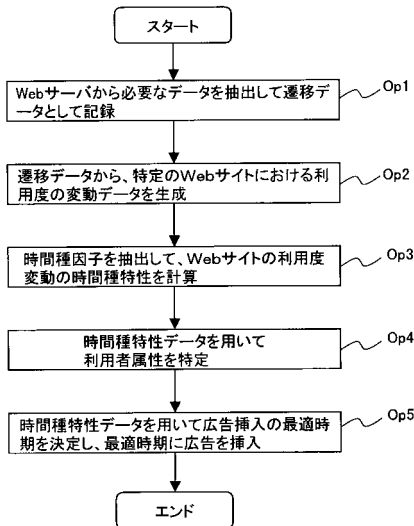 スタート
Webサーバから必要なデータを抽出して遷移デ
ータとして記録
Op1
遷移データから、特定のWebサイトにおける利
用度の変動データを生成
Op2
時間種因子を抽出して、Webサイトの利用度
変動の時間種特性を計算
Op3
時間種特性データを用いて
利用者属性を特定
Op4
時間種特性データを用いて広告挿入の最適時
期を決定し、最適時期に広告を挿入
Op5
エンド